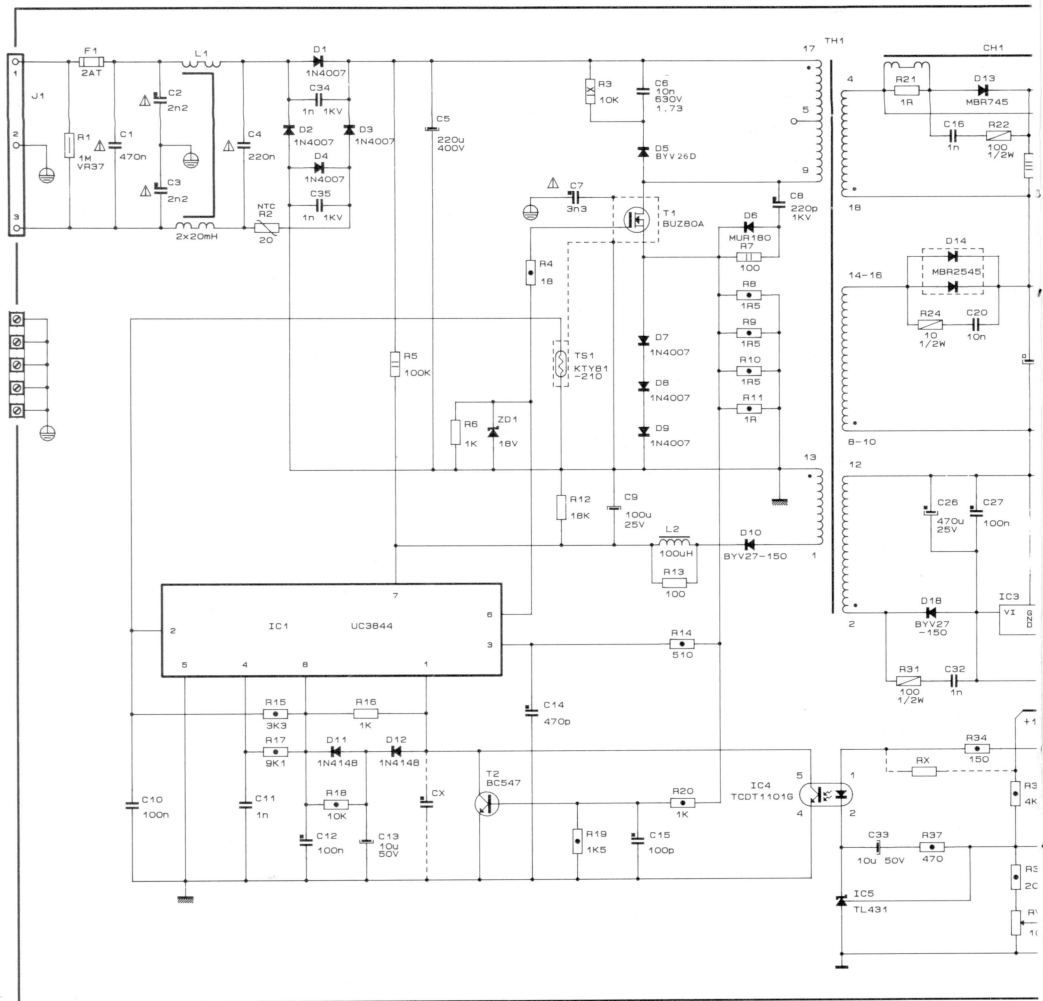 TH1
CH1
F1
2AT
L1
D1
1N4007
17
4
R21
1R
D13
MBR745
1
J1
C2
2n2
C34
1n 1KV
R3
10K
C6
10n
630V
1.73
5
C16
1n
R22
100
1/2W
2
R1
1M
VR37
C1
470n
C4
220n
D2
1N4007
D3
1N4007
C5
220u
400V
D5
BYV26D
D4
1N4007
9
C3
2n2
C35
1n 1KV
C7
3n3
C8
220p
1KV
18
3
2x20mH
NTC
R2
20
T1
BUZ80A
D6
MUR180
R7
100
D14
MBR2545
R4
18
14-16
R8
1R5
R24
10
1/2W
C20
10n
R9
1R5
D7
1N4007
R5
100K
TS1
KTY81
-210
R10
1R5
D8
1N4007
R11
1R
R6
1K
ZD1
18V
D9
1N4007
8-10
13
12
R12
18K
C9
100u
25V
C26
470u
25V
C27
100n
L2
100uH
D10
BYV27-150
1
R13
100
7
D18
BYV27
-150
IC3
VI
GND
2
IC1
UC3844
6
2
3
R14
510
5
4
8
1
R31
100
1/2W
C32
1n
R15
3K3
R16
1K
C14
470p
R17
9K1
D11
1N4148
D12
1N4148
+1
R34
150
RX
T2
BC547
IC4
TCDT1101G
5
4
1
2
C10
100n
C11
1n
R18
10K
CX
R20
1K
4K
C12
100n
C13
10u
50V
R19
1K5
C15
100p
C33
10u 50V
R37
470
IC5
TL431